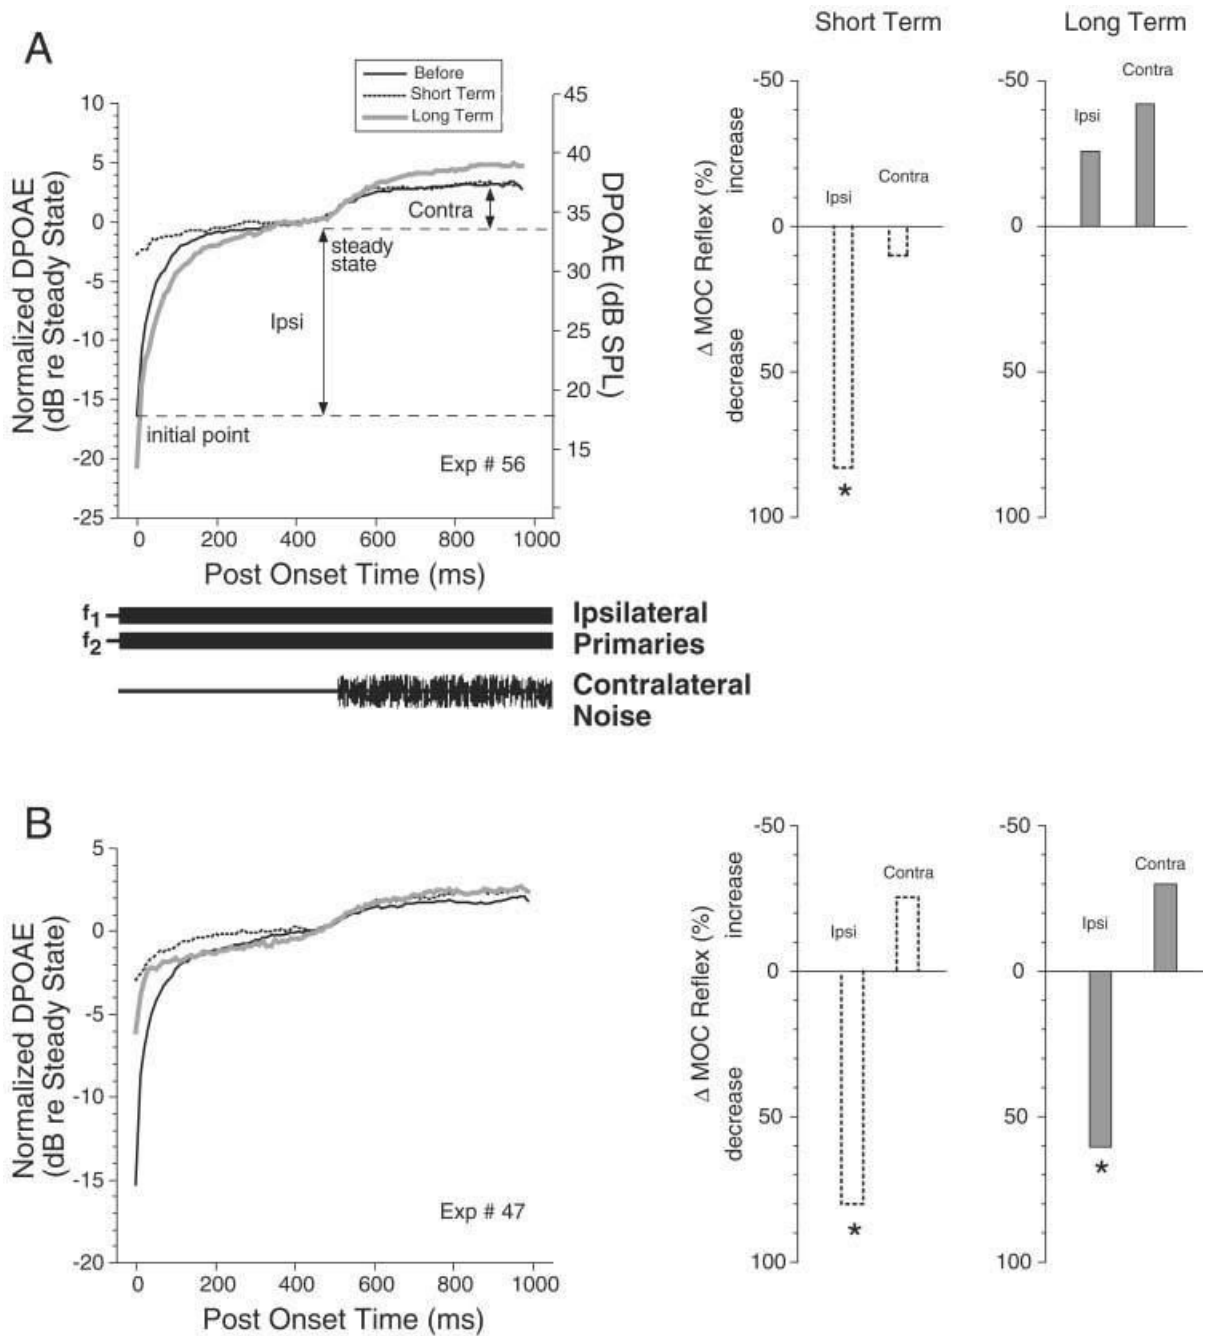 A
Before
Short Term
Long Term
Normalized DPOAE
(dB re Steady State)
10
5
0
-5
-10
-15
-20
-25
45
40
35
30
25
20
15
DPOAE (dB SPL)
Contra
steady
state
Ipsi
initial point
Exp # 56
0
200
400
600
800
1000
Post Onset Time (ms)
f1
f2
Ipsilateral
Primaries
Contralateral
Noise
Short Term
Δ MOC Reflex (%)
increase
decrease
-50
0
50
100
Ipsi
Contra
*
Long Term
-50
0
50
100
Ipsi
Contra
B
Normalized DPOAE
(dB re Steady State)
5
0
-5
-10
-15
-20
Exp # 47
0
200
400
600
800
1000
Post Onset Time (ms)
Δ MOC Reflex (%)
increase
decrease
-50
0
50
100
Ipsi
Contra
*
-50
0
50
100
Ipsi
Contra
*